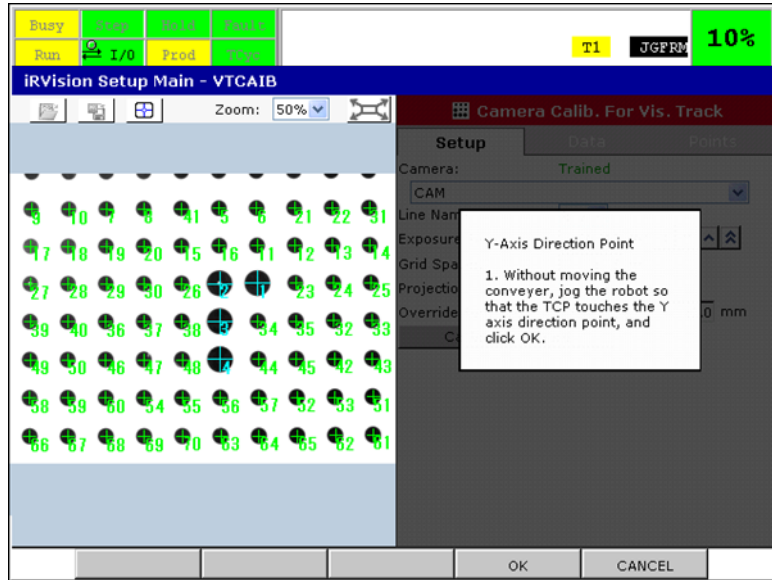 Busy Step Hold Fault
Run I/O Prod TCyc
T1 JGFRM 10%
iRVision Setup Main - VTCAIB
Zoom: 50%
Camera Calib. For Vis. Track
Setup Data Points
Camera: Trained
CAM
Line Nam
Exposure
Grid Spa
Projectio
Override .0 mm
Ca
Y-Axis Direction Point
1. Without moving the
conveyer, jog the robot so
that the TCP touches the Y
axis direction point, and
click OK.
9 10 7 8 41 5 6 21 22 31
17 18 19 20 15 16 11 12 13 14
27 28 29 30 26 2 1 23 24 25
39 40 36 37 38 3 34 35 32 33
49 50 46 47 48 4 44 45 42 43
58 59 60 54 55 56 57 52 53 51
66 67 68 69 70 63 64 65 62 61
OK CANCEL